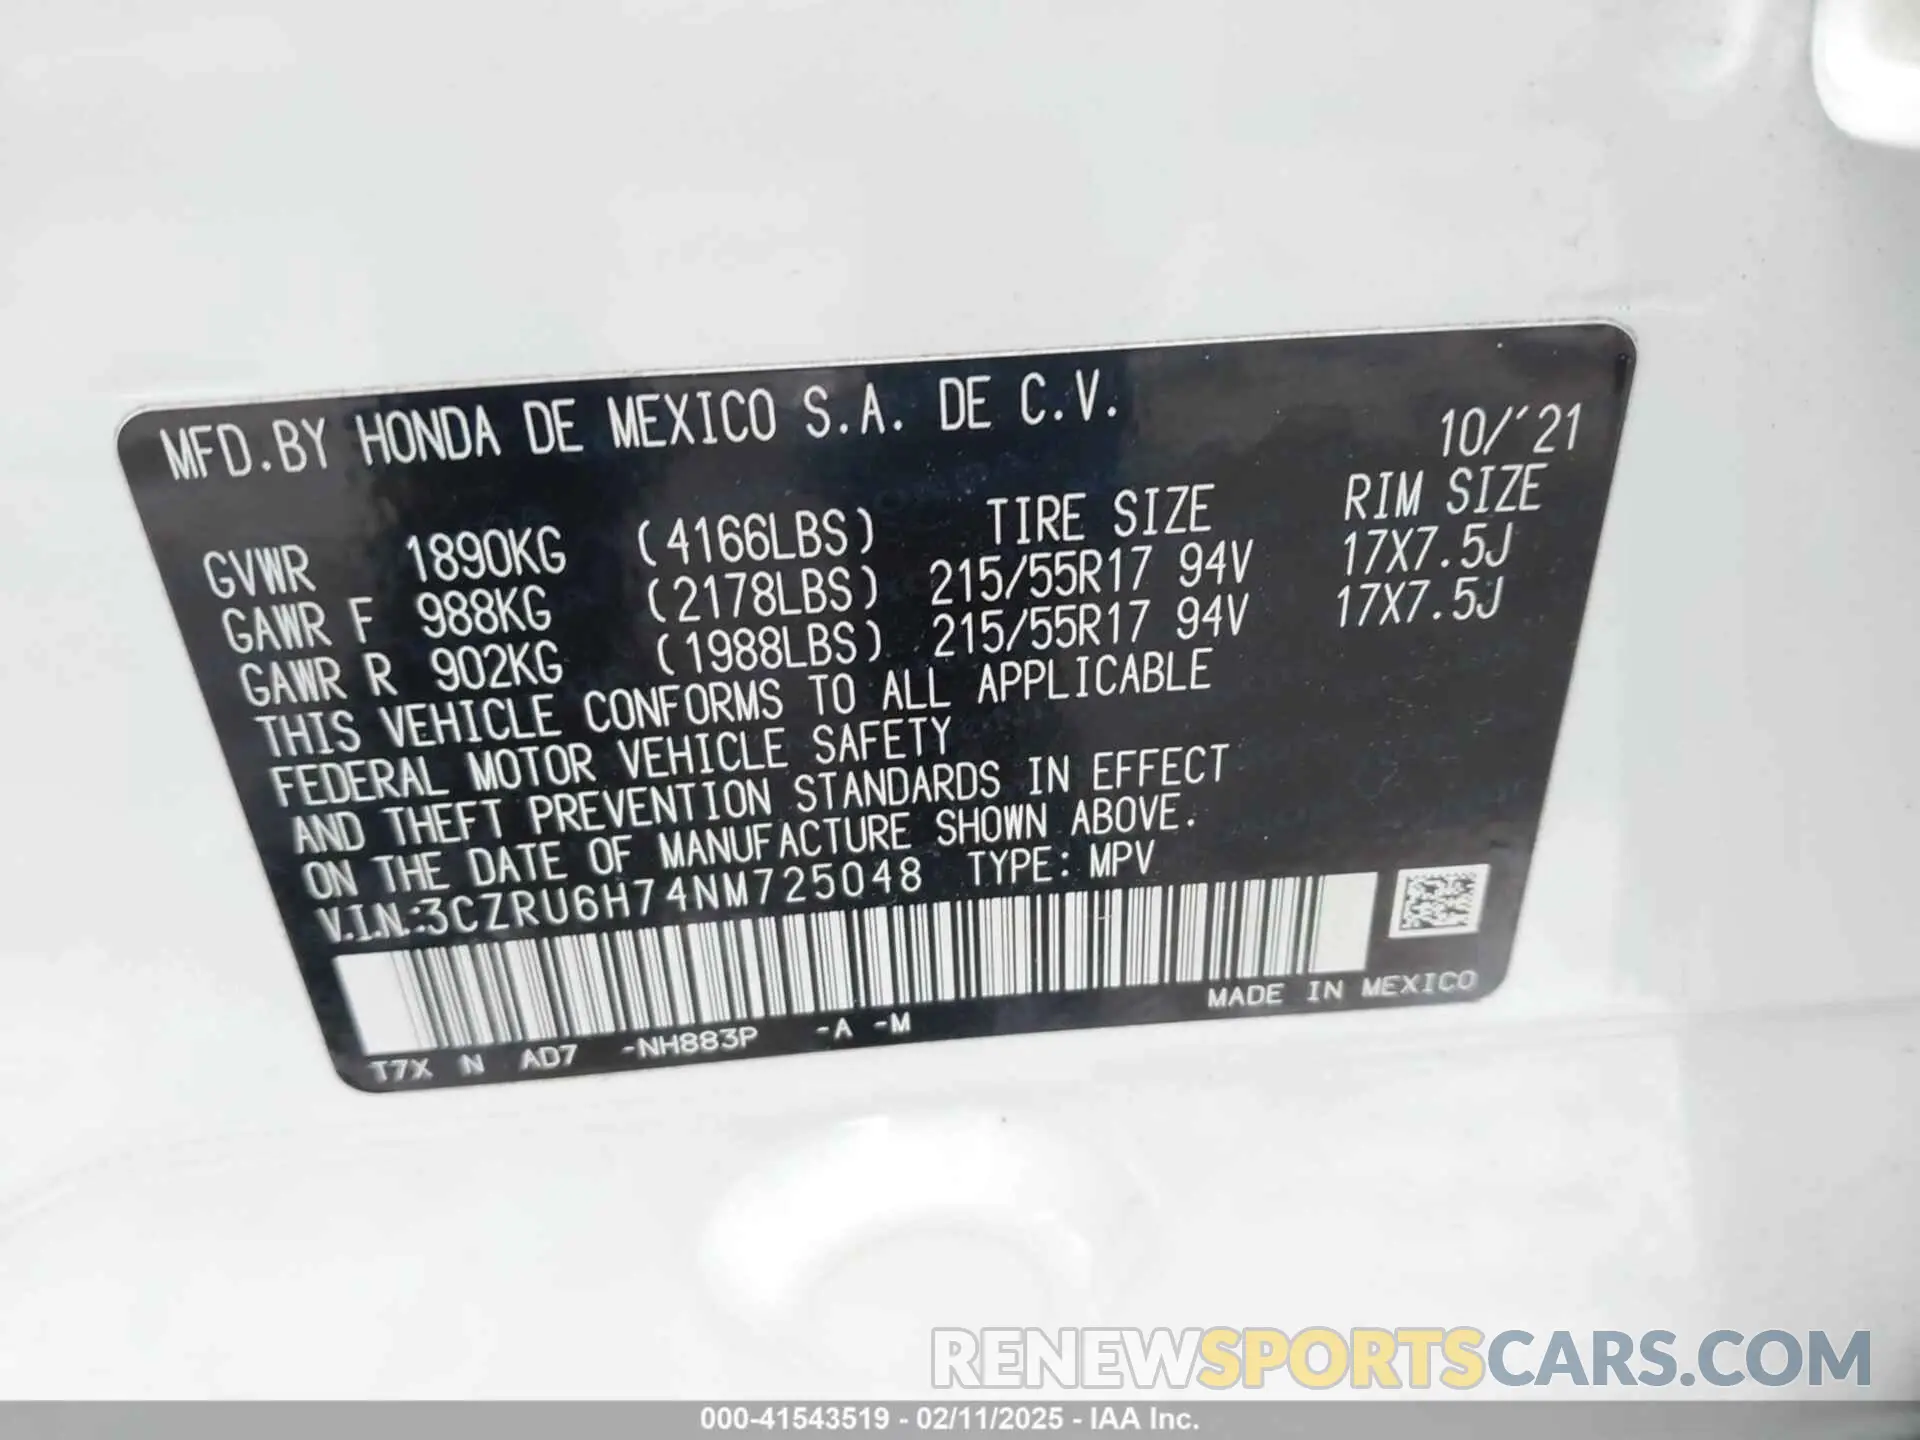 MFD.BY HONDA DE MEXICO S.A. DE C.V.
10/'21
GVWR 1890KG (4166LBS) TIRE SIZE RIM SIZE
GAWR F 988KG (2178LBS) 215/55R17 94V 17X7.5J
GAWR R 902KG (1988LBS) 215/55R17 94V 17X7.5J
THIS VEHICLE CONFORMS TO ALL APPLICABLE
FEDERAL MOTOR VEHICLE SAFETY
AND THEFT PREVENTION STANDARDS IN EFFECT
ON THE DATE OF MANUFACTURE SHOWN ABOVE.
V.I.N:3CZRU6H74NM725048 TYPE: MPV
MADE IN MEXICO
T7X N AD7 -NH883P -A -M
RENEWSPORTSCARS.COM
000-41543519 - 02/11/2025 - IAA Inc.